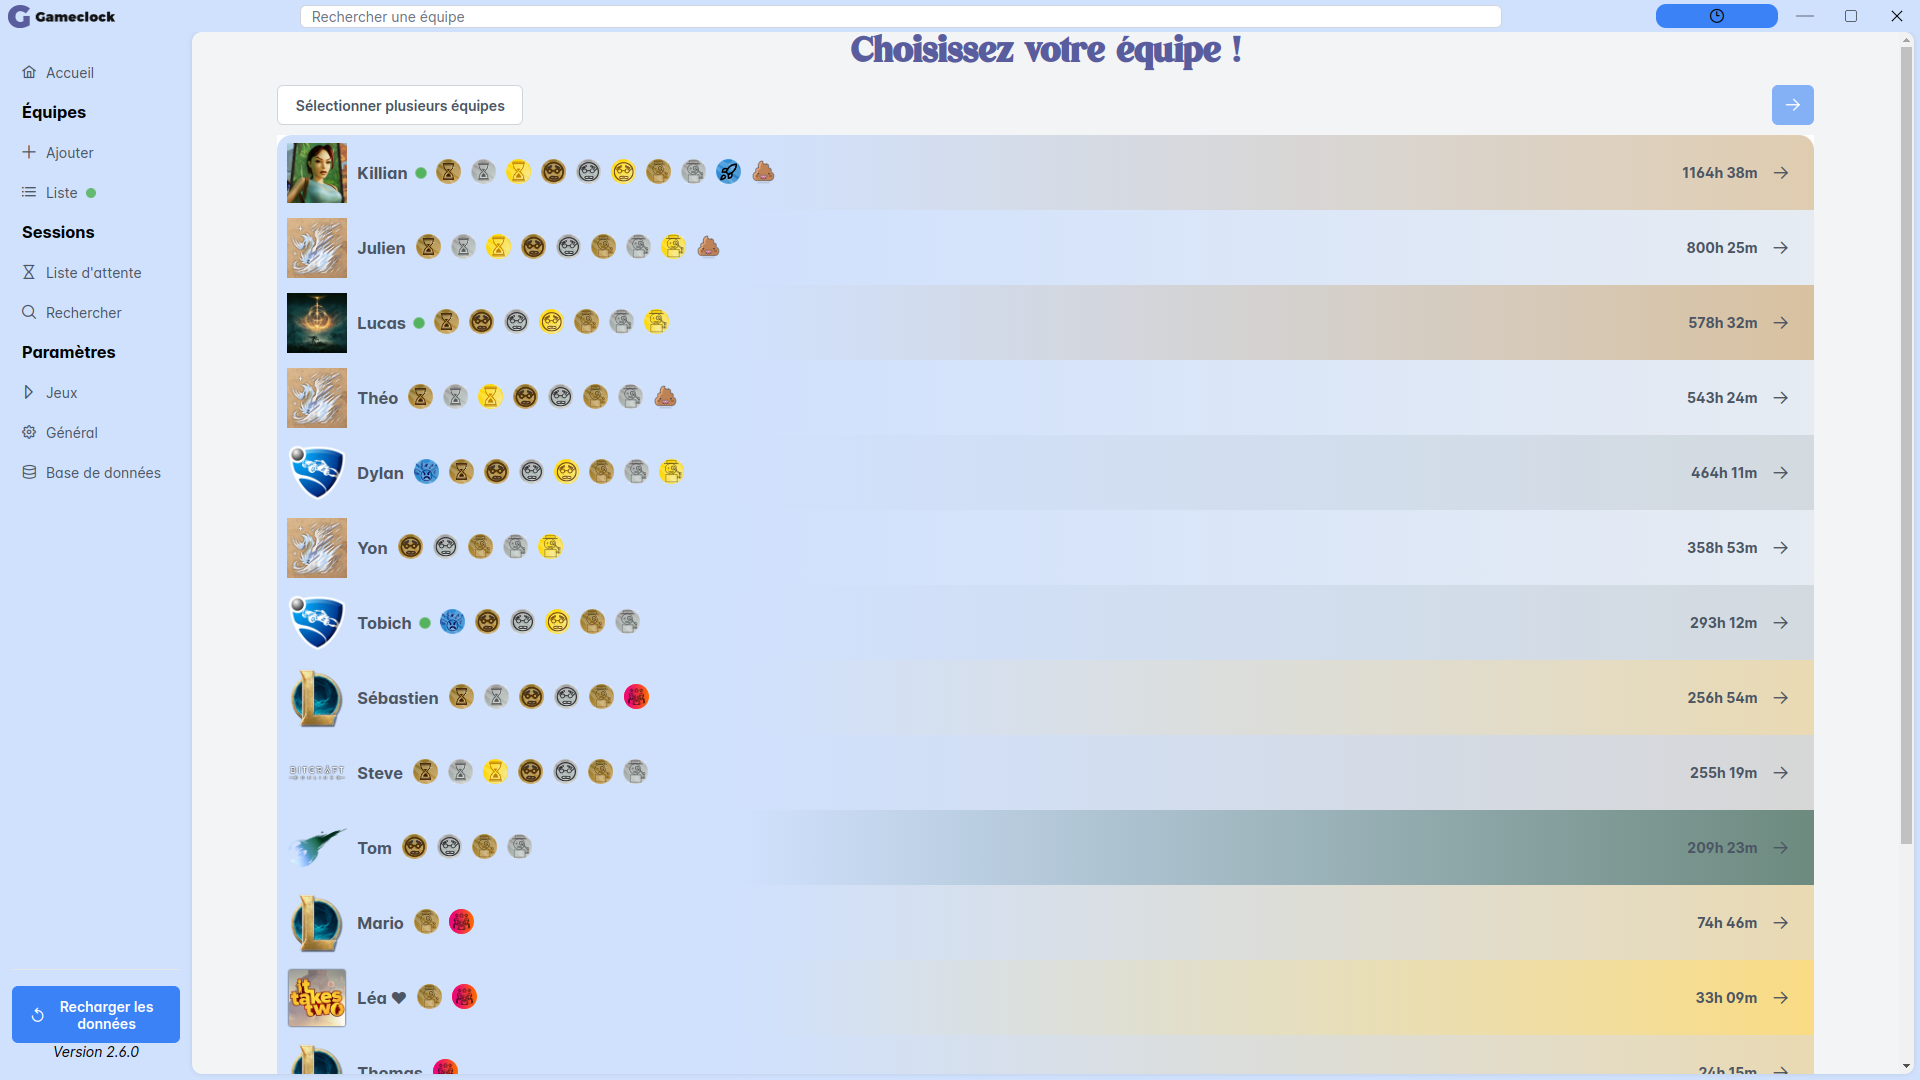 Gameclock
Rechercher une équipe
Accueil
Équipes
Ajouter
Liste
Sessions
Liste d'attente
Rechercher
Paramètres
Jeux
Général
Base de données
Recharger les
données
Version 2.6.0
Choisissez votre équipe !
Sélectionner plusieurs équipes
Killian 1164h 38m
Julien 800h 25m
Lucas 578h 32m
Théo 543h 24m
Dylan 464h 11m
Yon 358h 53m
Tobich 293h 12m
Sébastien 256h 54m
BITCRAFT
Steve 255h 19m
Tom 209h 23m
Mario 74h 46m
it
takes
two
Léa ♥ 33h 09m
Thomas 24h 15m